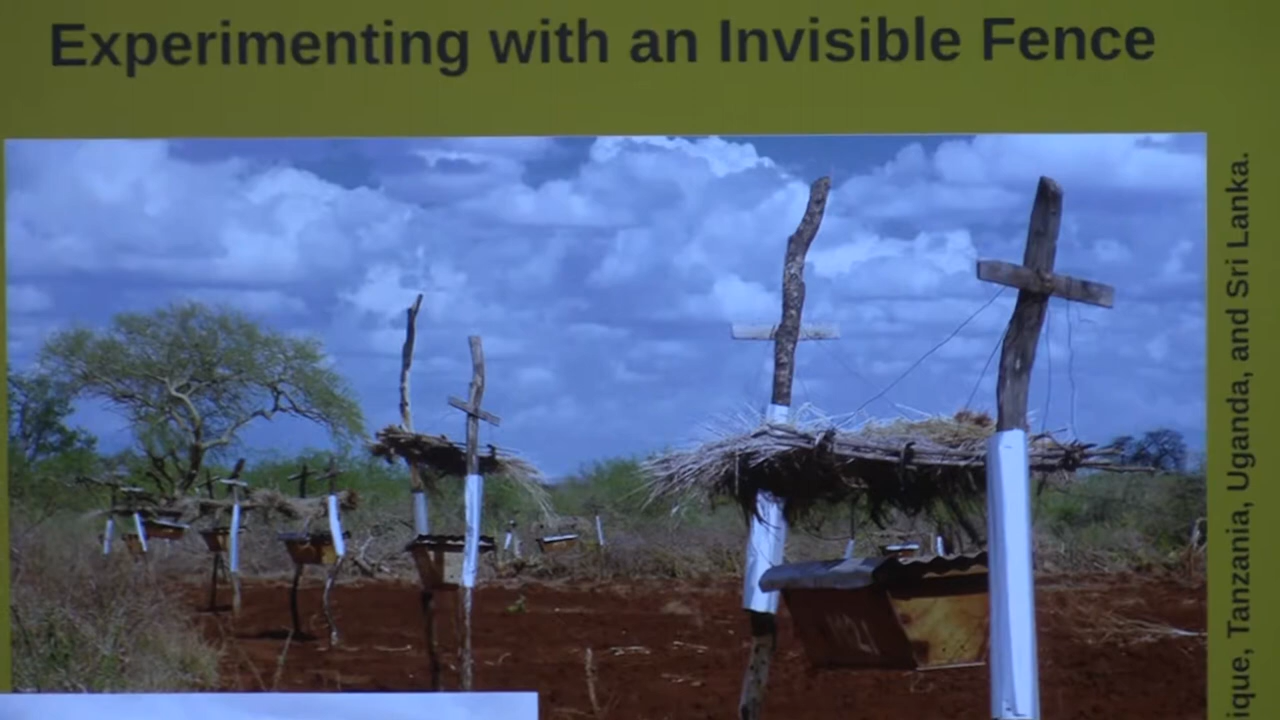 Experimenting with an Invisible Fence
ique, Tanzania, Uganda, and Sri Lanka.